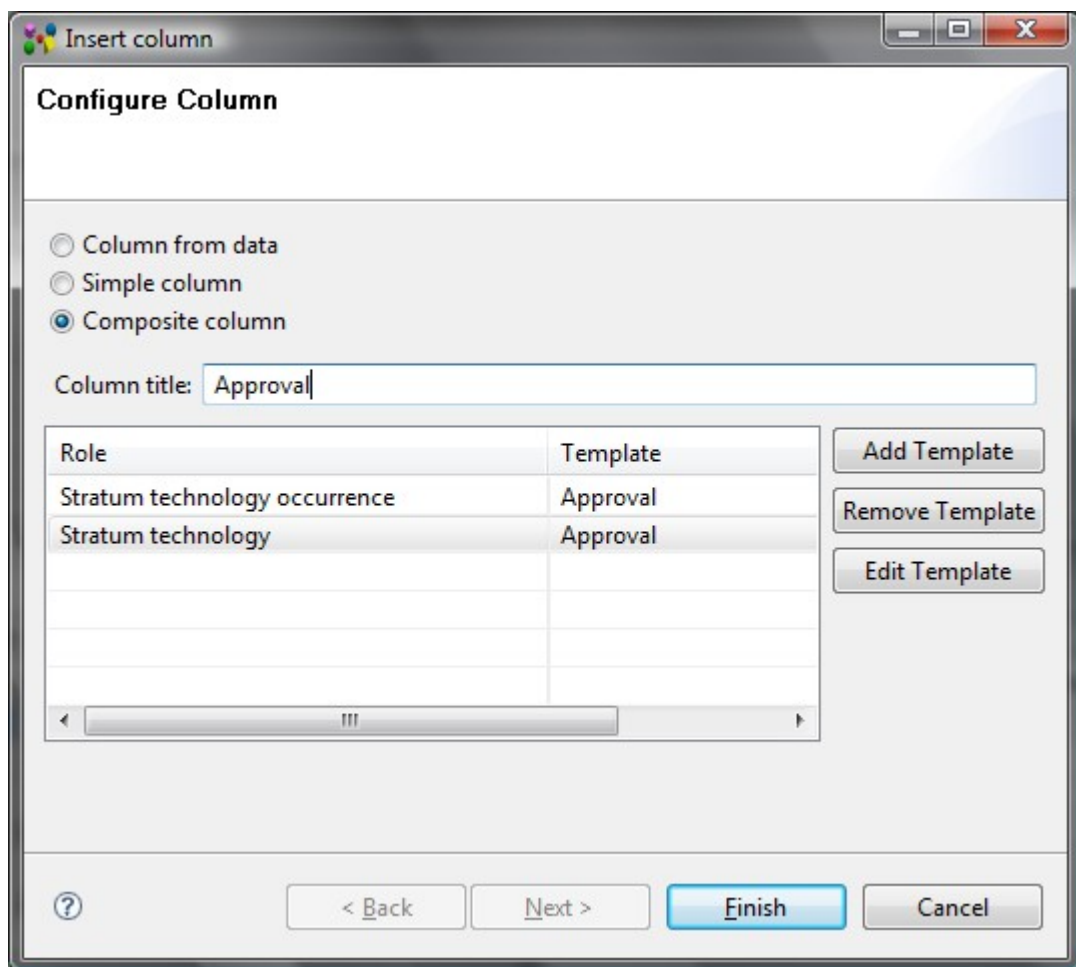 Insert column
Configure Column
Column from data
Simple column
Composite column
Column title: Approval
Role Template
Stratum technology occurrence Approval
Stratum technology Approval
Add Template
Remove Template
Edit Template
< Back Next > Finish Cancel